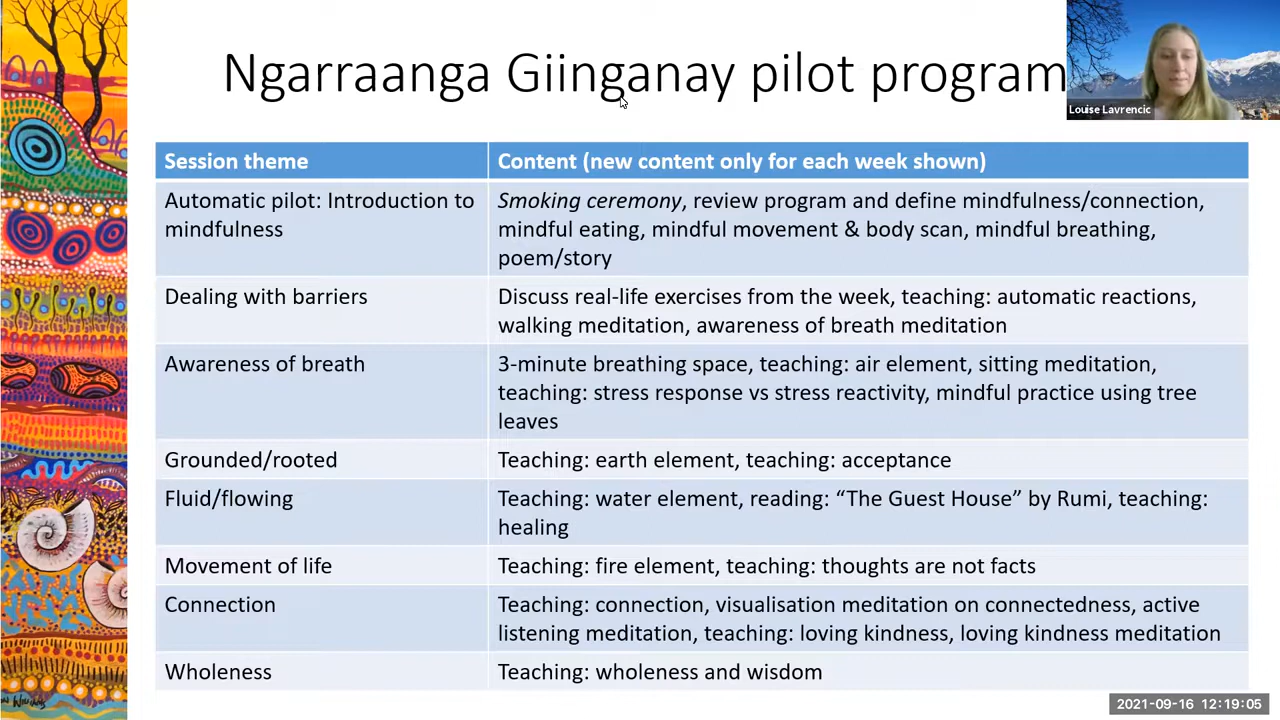 Ngarraanga Giinganay pilot program
Louise Lavrencic
Session theme
Content (new content only for each week shown)
Automatic pilot: Introduction to
mindfulness
Smoking ceremony, review program and define mindfulness/connection,
mindful eating, mindful movement & body scan, mindful breathing,
poem/story
Dealing with barriers
Discuss real-life exercises from the week, teaching: automatic reactions,
walking meditation, awareness of breath meditation
Awareness of breath
3-minute breathing space, teaching: air element, sitting meditation,
teaching: stress response vs stress reactivity, mindful practice using tree
leaves
Grounded/rooted
Teaching: earth element, teaching: acceptance
Fluid/flowing
Teaching: water element, reading: “The Guest House” by Rumi, teaching:
healing
Movement of life
Teaching: fire element, teaching: thoughts are not facts
Connection
Teaching: connection, visualisation meditation on connectedness, active
listening meditation, teaching: loving kindness, loving kindness meditation
Wholeness
Teaching: wholeness and wisdom
2021-09-16 12:19:05